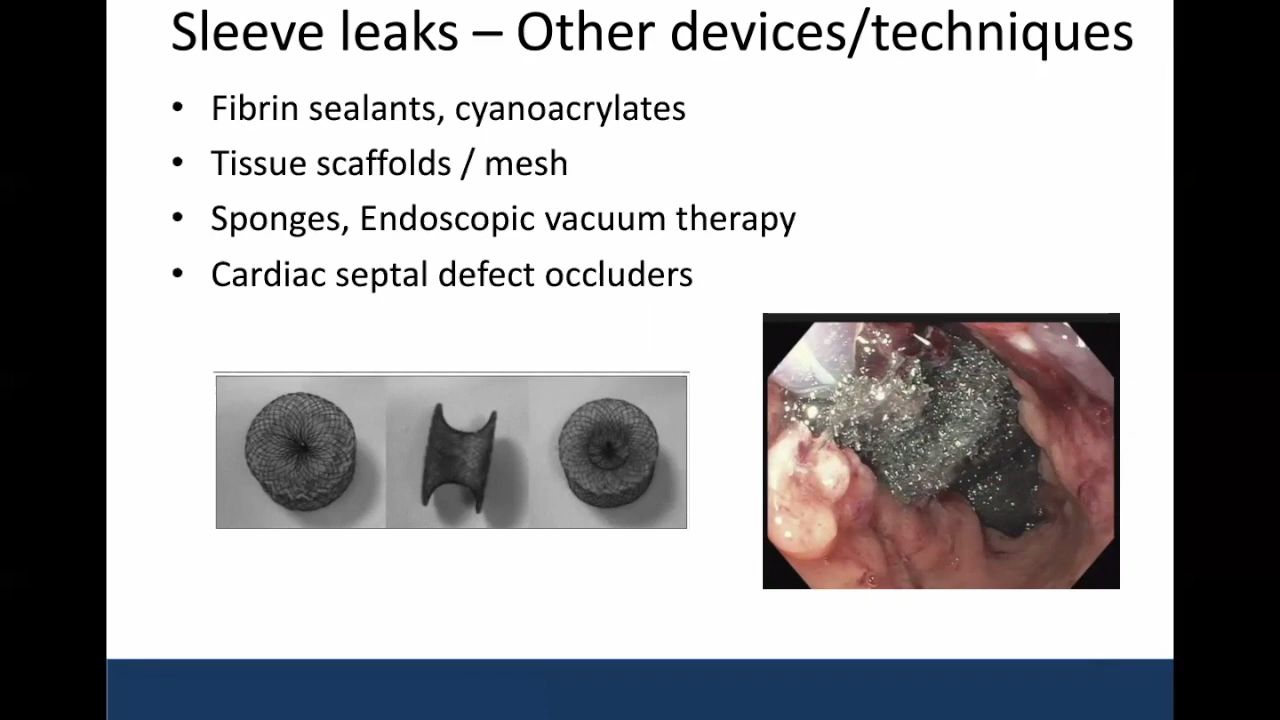 Sleeve leaks – Other devices/techniques
• Fibrin sealants, cyanoacrylates
• Tissue scaffolds / mesh
• Sponges, Endoscopic vacuum therapy
• Cardiac septal defect occluders